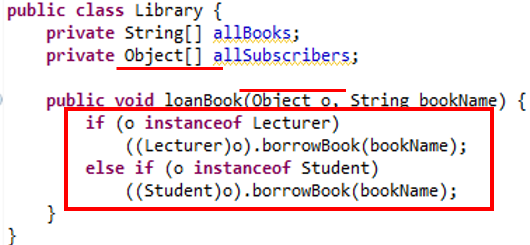 public class Library {
    private String[] allBooks;
    private Object[] allSubscribers;
    public void loanBook(Object o, String bookName) {
        if (o instanceof Lecturer)
            ((Lecturer)o).borrowBook(bookName);
        else if (o instanceof Student)
            ((Student)o).borrowBook(bookName);
    }
}